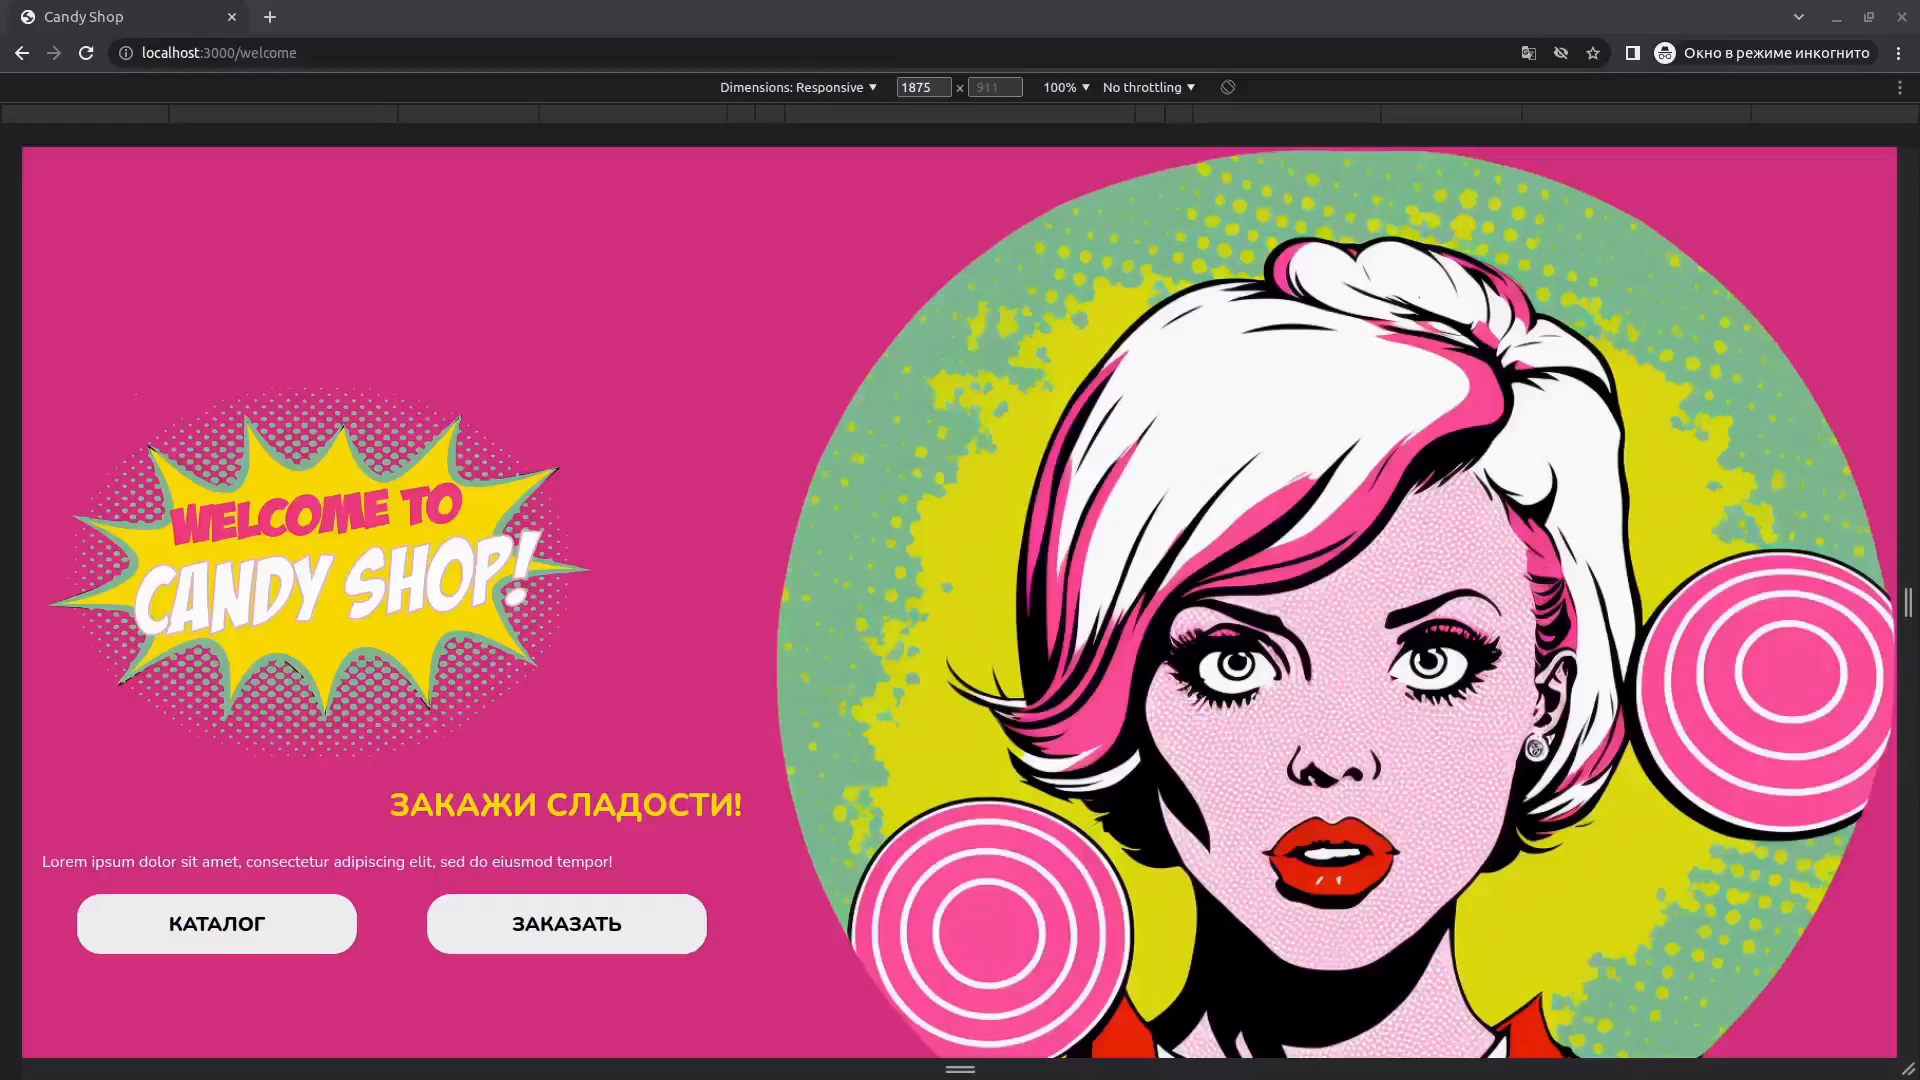 Candy Shop
localhost:3000/welcome
Окно в режиме инкогнито
Dimensions: Responsive 1875 × 911 100% No throttling
WELCOME TO
CANDY SHOP!
ЗАКАЖИ СЛАДОСТИ!
Lorem ipsum dolor sit amet, consectetur adipiscing elit, sed do eiusmod tempor!
КАТАЛОГ ЗАКАЗАТЬ